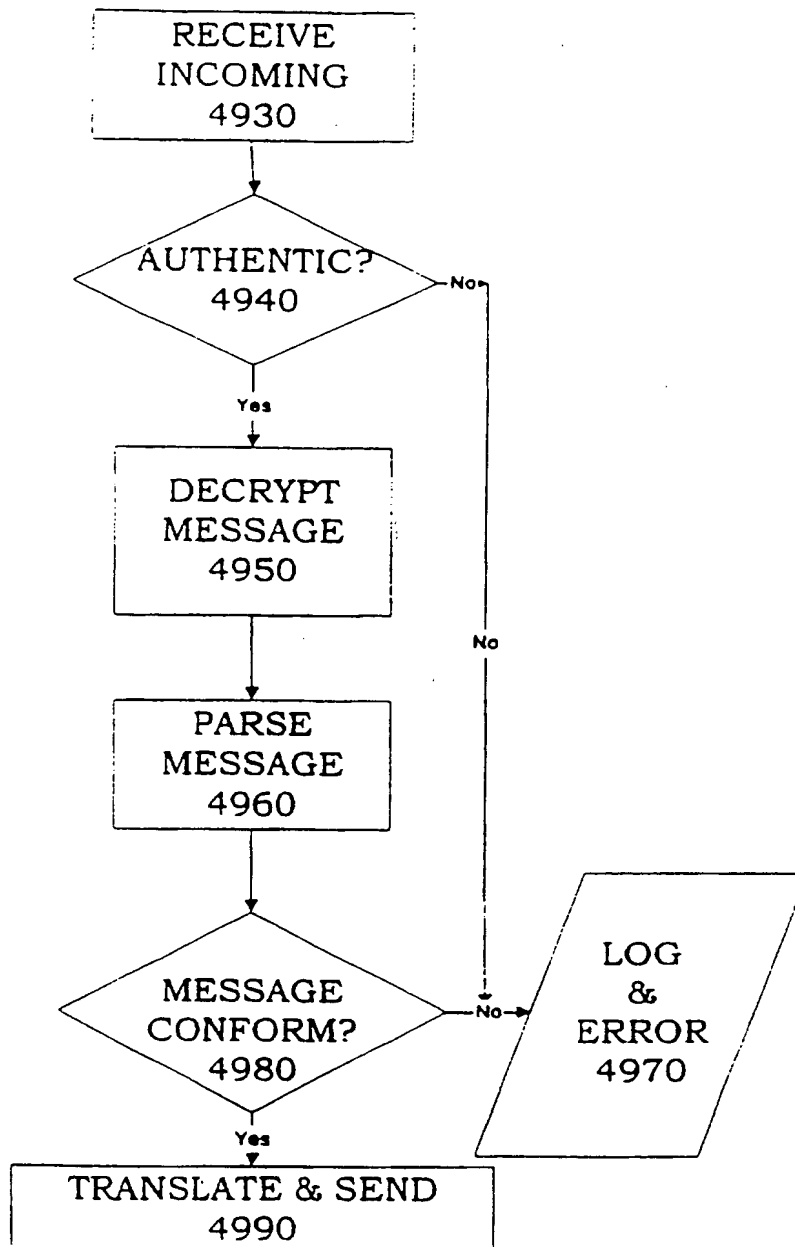 RECEIVE
INCOMING
4930
AUTHENTIC?
4940
No
Yes
DECRYPT
MESSAGE
4950
No
PARSE
MESSAGE
4960
MESSAGE
CONFORM?
4980
No
LOG
&
ERROR
4970
Yes
TRANSLATE & SEND
4990